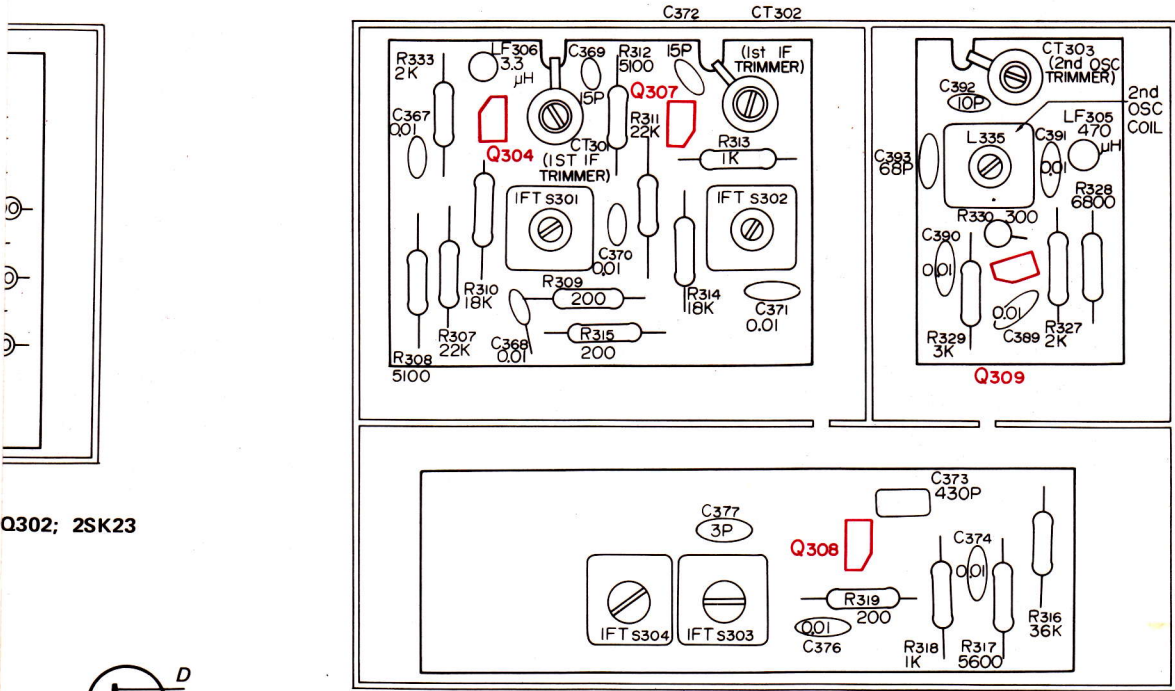 C372 CT302
R333
2K
LF306
3.3
μH
C369
15P
R312
5100
15P
(1st IF
TRIMMER)
Q307
C367
0.01
Q304
CT301
(1ST IF
TRIMMER)
R311
22K
R313
1K
IFT S301
IFT S302
C370
0.01
R310
18K
R309
200
R314
18K
C371
0.01
R307
22K
C368
0.01
R315
200
R308
5100
CT303
(2nd OSC
TRIMMER)
C392
10P
2nd
OSC
COIL
L335
C391
0.01
LF305
470
μH
C393
68P
R328
6800
R330 300
C390
0.01
0.01
C389
R329
3K
R327
2K
Q309
Q302; 2SK23
C373
430P
C377
3P
Q308
C374
0.01
R319
200
0.01
C376
IFT S304
IFT S303
R318
1K
R317
5600
R316
36K
D